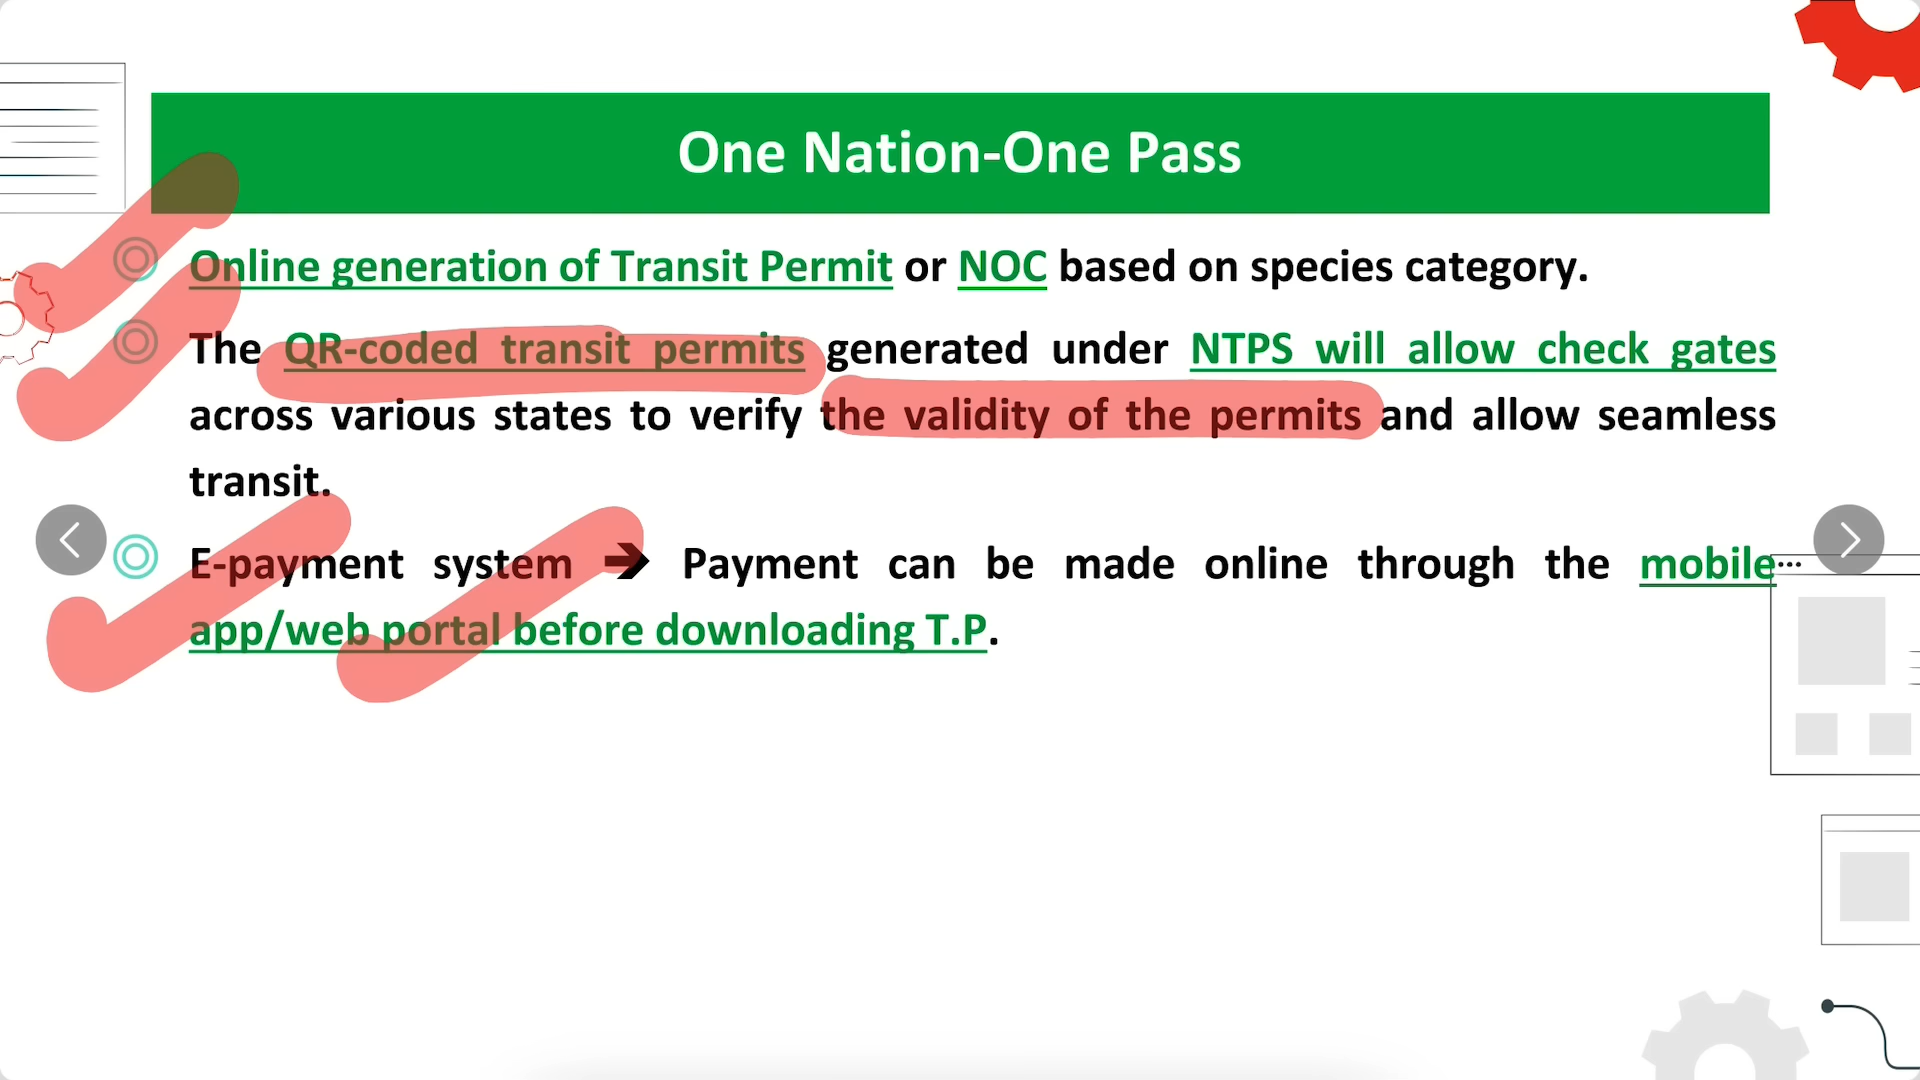 One Nation-One Pass
Online generation of Transit Permit or NOC based on species category.
The QR-coded transit permits generated under NTPS will allow check gates
across various states to verify the validity of the permits and allow seamless
transit.
E-payment system ➔ Payment can be made online through the mobile
app/web portal before downloading T.P.